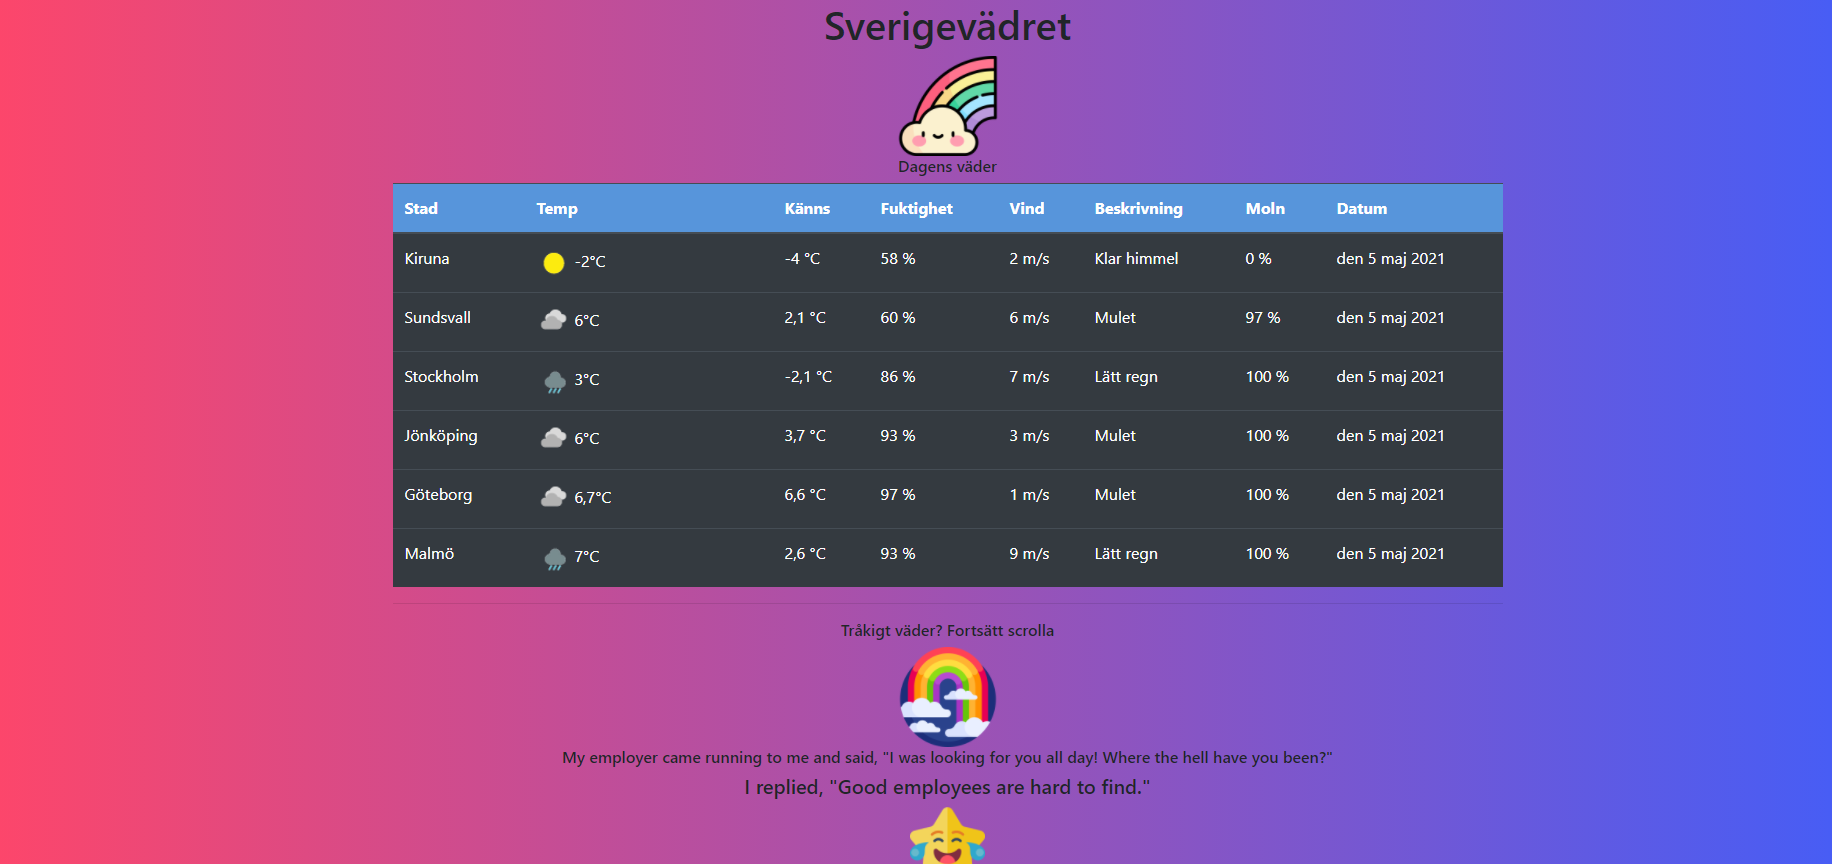 Sverigevädret
Dagens väder
Stad Temp Känns Fuktighet Vind Beskrivning Moln Datum
Kiruna -2°C -4 °C 58 % 2 m/s Klar himmel 0 % den 5 maj 2021
Sundsvall 6°C 2,1 °C 60 % 6 m/s Mulet 97 % den 5 maj 2021
Stockholm 3°C -2,1 °C 86 % 7 m/s Lätt regn 100 % den 5 maj 2021
Jönköping 6°C 3,7 °C 93 % 3 m/s Mulet 100 % den 5 maj 2021
Göteborg 6,7°C 6,6 °C 97 % 1 m/s Mulet 100 % den 5 maj 2021
Malmö 7°C 2,6 °C 93 % 9 m/s Lätt regn 100 % den 5 maj 2021
Tråkigt väder? Fortsätt scrolla
My employer came running to me and said, "I was looking for you all day! Where the hell have you been?"
I replied, "Good employees are hard to find."